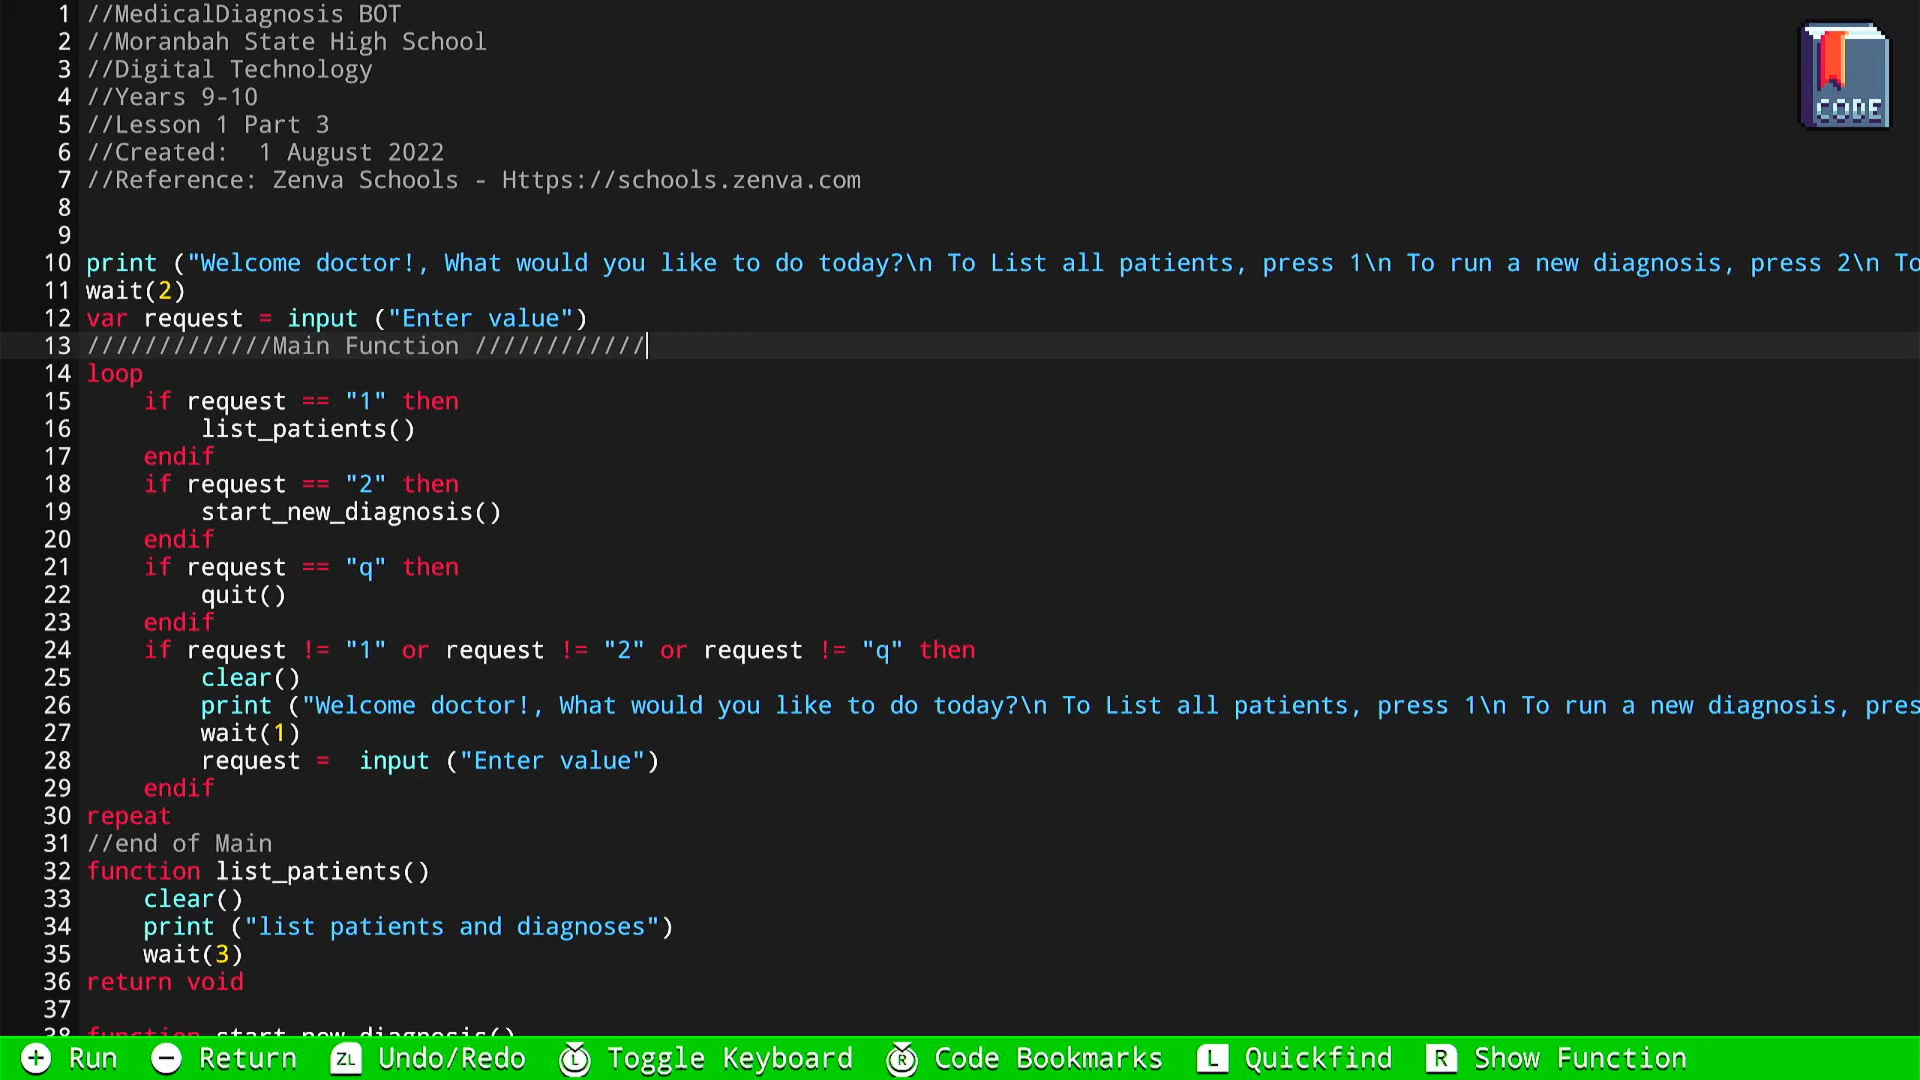 1 //MedicalDiagnosis BOT
2 //Moranbah State High School
3 //Digital Technology
4 //Years 9-10
5 //Lesson 1 Part 3
6 //Created:  1 August 2022
7 //Reference: Zenva Schools - Https://schools.zenva.com
8
9
10 print ("Welcome doctor!, What would you like to do today?\n To List all patients, press 1\n To run a new diagnosis, press 2\n To
11 wait(2)
12 var request = input ("Enter value")
13 /////////////Main Function ////////////
14 loop
15     if request == "1" then
16         list_patients()
17     endif
18     if request == "2" then
19         start_new_diagnosis()
20     endif
21     if request == "q" then
22         quit()
23     endif
24     if request != "1" or request != "2" or request != "q" then
25         clear()
26         print ("Welcome doctor!, What would you like to do today?\n To List all patients, press 1\n To run a new diagnosis, pres
27         wait(1)
28         request =  input ("Enter value")
29     endif
30 repeat
31 //end of Main
32 function list_patients()
33     clear()
34     print ("list patients and diagnoses")
35     wait(3)
36 return void
37
38 function start_new_diagnosis()
CODE
+ Run - Return ZL Undo/Redo L Toggle Keyboard R Code Bookmarks L Quickfind R Show Function